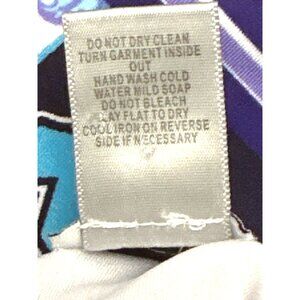 DO NOT DRY CLEAN
TURN GARMENT INSIDE
OUT
HAND WASH COLD
WATER MILD SOAP
DO NOT BLEACH
LAY FLAT TO DRY
COOL IRON ON REVERSE
SIDE IF NECESSARY